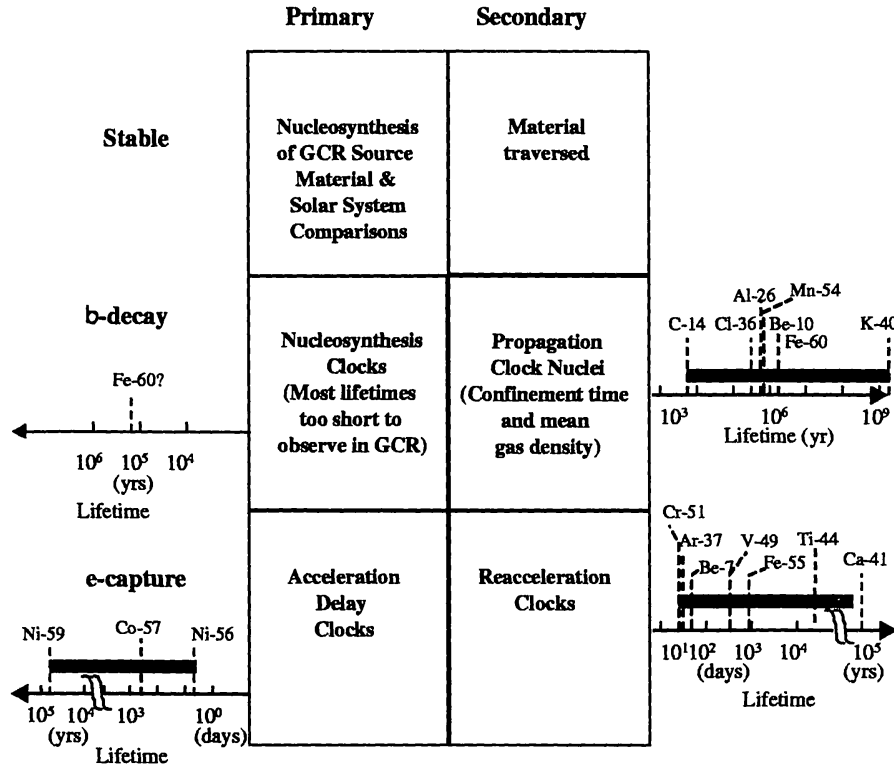 Primary
Secondary
Stable
Nucleosynthesis
of GCR Source
Material &
Solar System
Comparisons
Material
traversed
b-decay
Fe-60?
10⁶ 10⁵ 10⁴
(yrs)
Lifetime
Nucleosynthesis
Clocks
(Most lifetimes
too short to
observe in GCR)
Propagation
Clock Nuclei
(Confinement time
and mean
gas density)
Al-26 Mn-54
C-14 Cl-36 Be-10 K-40
Fe-60
10³ 10⁶ 10⁹
Lifetime (yr)
e-capture
Ni-59 Co-57 Ni-56
10⁵ 10⁴ 10³ 10⁰
(yrs) (days)
Lifetime
Acceleration
Delay
Clocks
Reacceleration
Clocks
Cr-51
Ar-37 V-49 Ti-44
Be-7 Fe-55 Ca-41
10¹ 10² 10³ 10⁴ 10⁵
(days) (yrs)
Lifetime